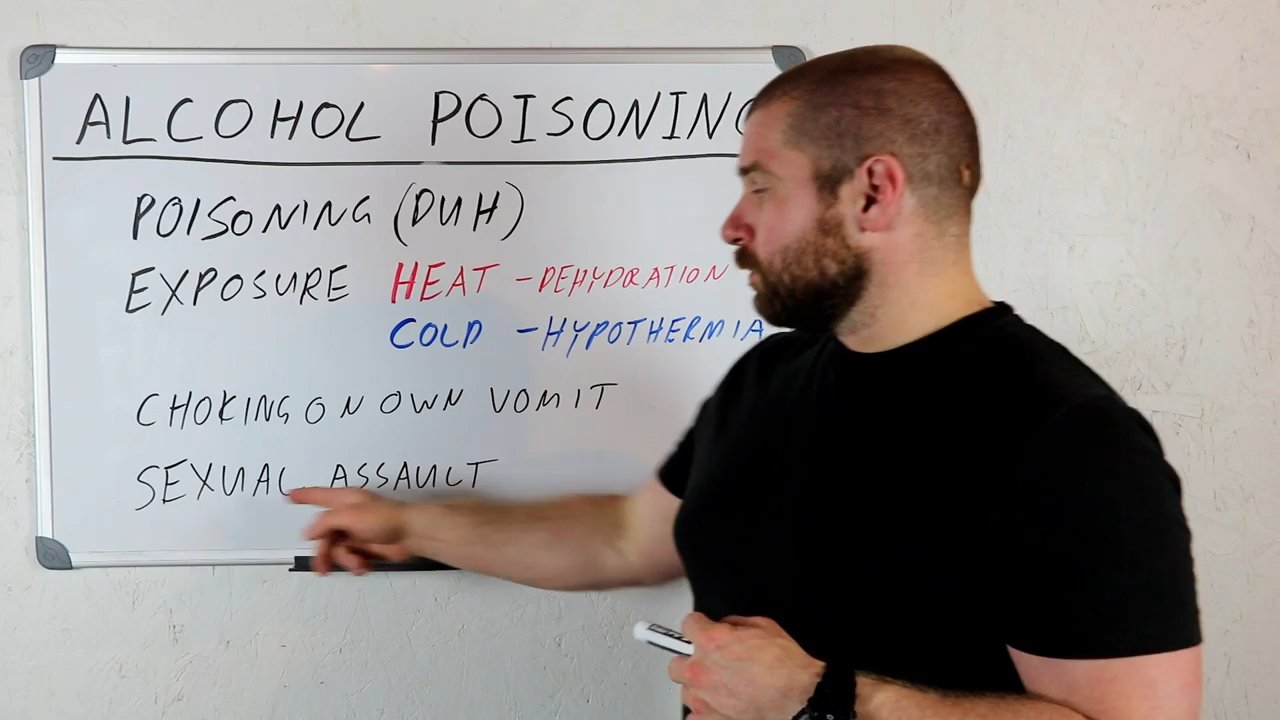 ALCOHOL POISONING
POISONING (DUH)
EXPOSURE HEAT - DEHYDRATION
COLD - HYPOTHERMIA
CHOKING ON OWN VOMIT
SEXUAL ASSAULT